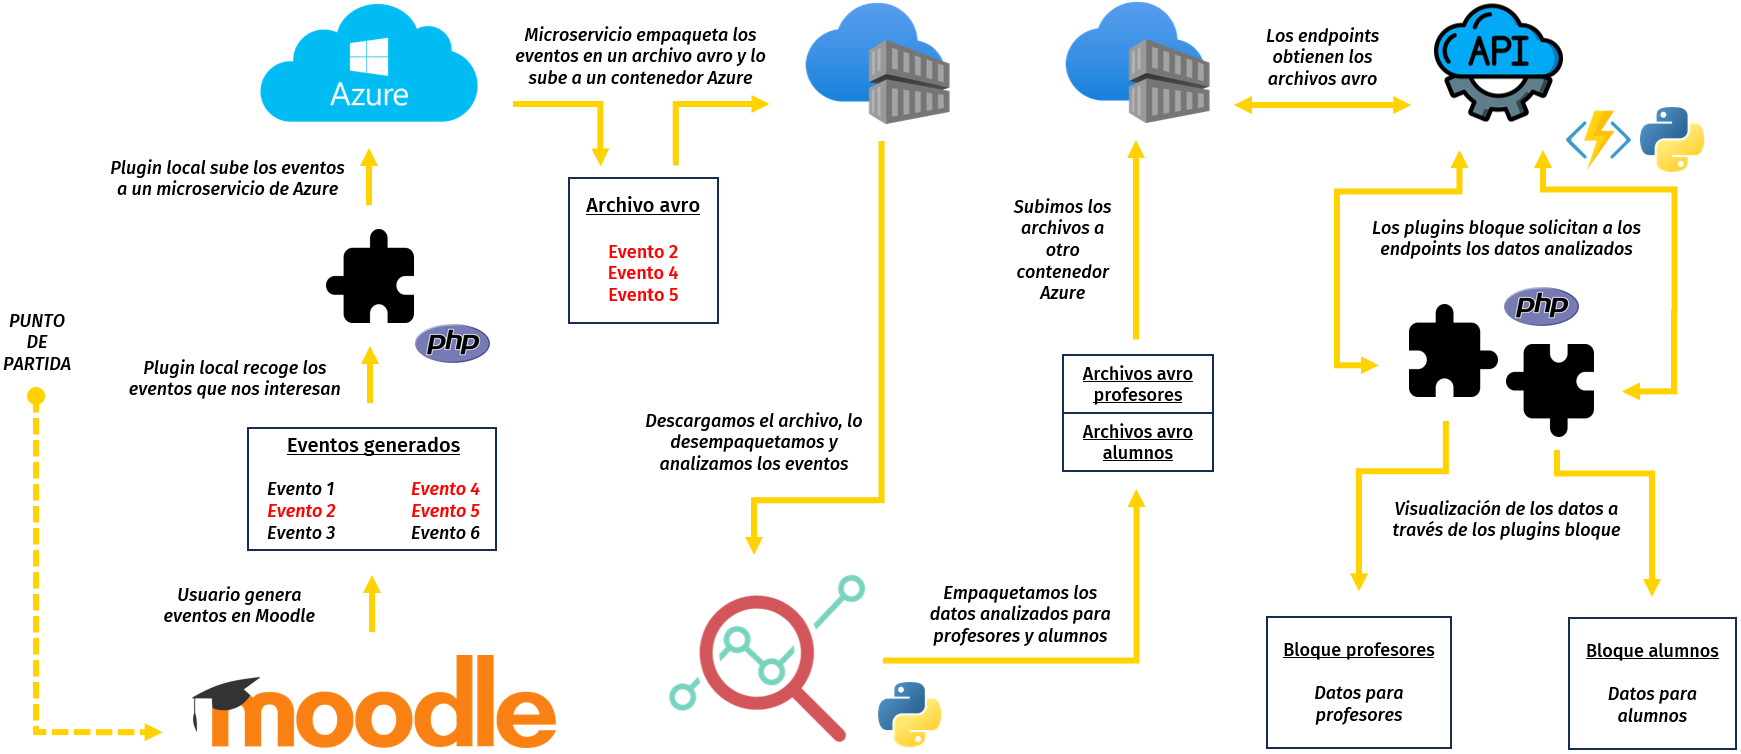 PUNTO
DE
PARTIDA
moodle
Usuario genera
eventos en Moodle
Eventos generados
Evento 1
Evento 2
Evento 3
Evento 4
Evento 5
Evento 6
Plugin local recoge los
eventos que nos interesan
php
Plugin local sube los eventos
a un microservicio de Azure
Azure
Microservicio empaqueta los
eventos en un archivo avro y lo
sube a un contenedor Azure
Archivo avro
Evento 2
Evento 4
Evento 5
Descargamos el archivo, lo
desempaquetamos y
analizamos los eventos
Empaquetamos los
datos analizados para
profesores y alumnos
Archivos avro
profesores
Archivos avro
alumnos
Subimos los
archivos a
otro
contenedor
Azure
Los endpoints
obtienen los
archivos avro
API
Los plugins bloque solicitan a los
endpoints los datos analizados
php
Visualización de los datos a
través de los plugins bloque
Bloque profesores
Datos para
profesores
Bloque alumnos
Datos para
alumnos